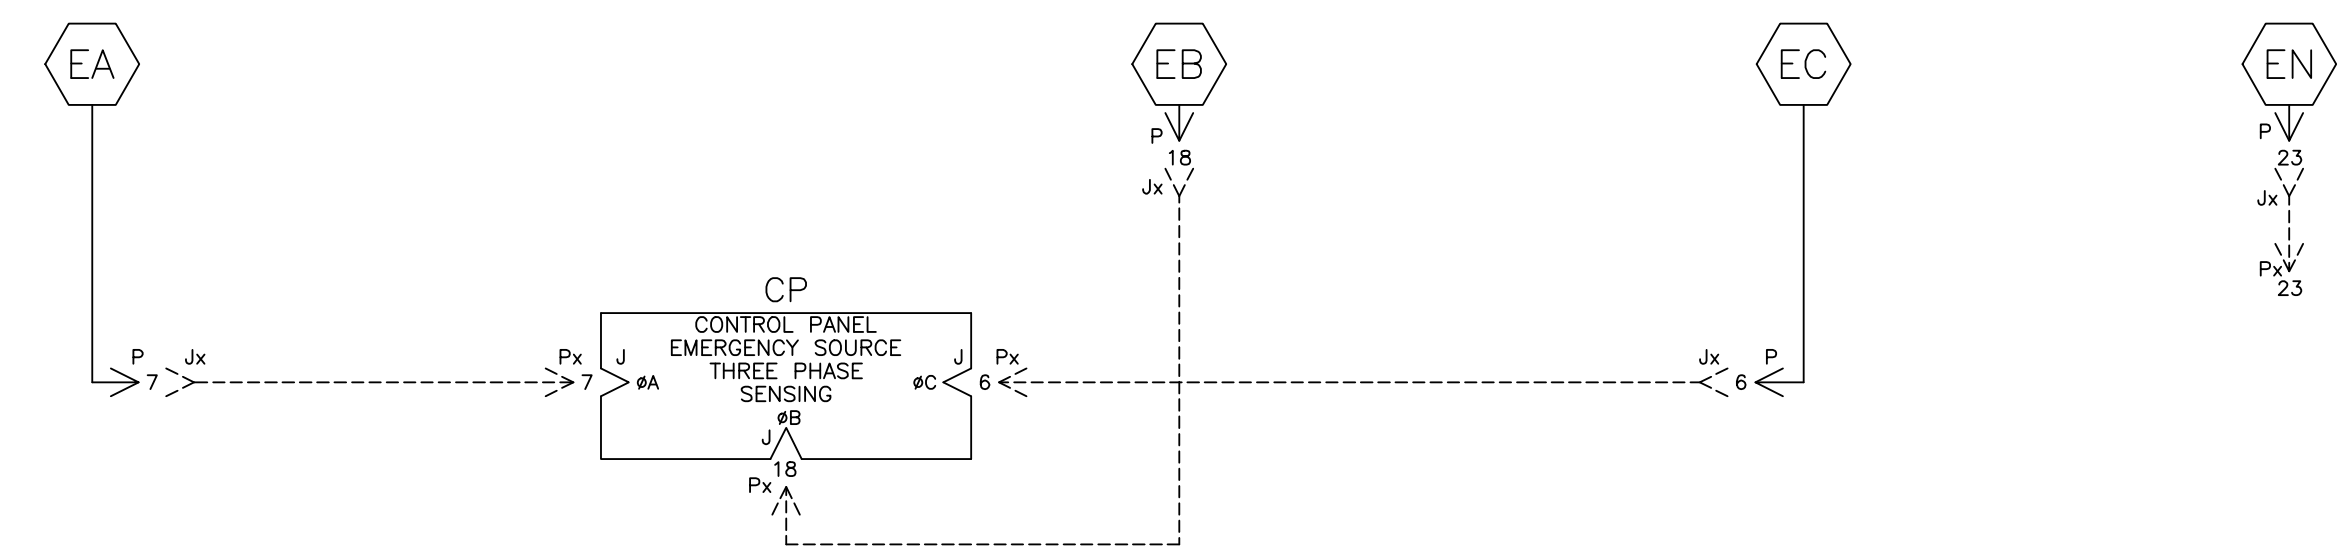 EA
EB
EC
EN
P
18
Jx
P
23
Jx
Px
23
CP
CONTROL PANEL
EMERGENCY SOURCE
THREE PHASE
SENSING
P
7
Jx
Px
7
J
øA
øC
J
6
Px
Jx
6
P
øB
J
18
Px